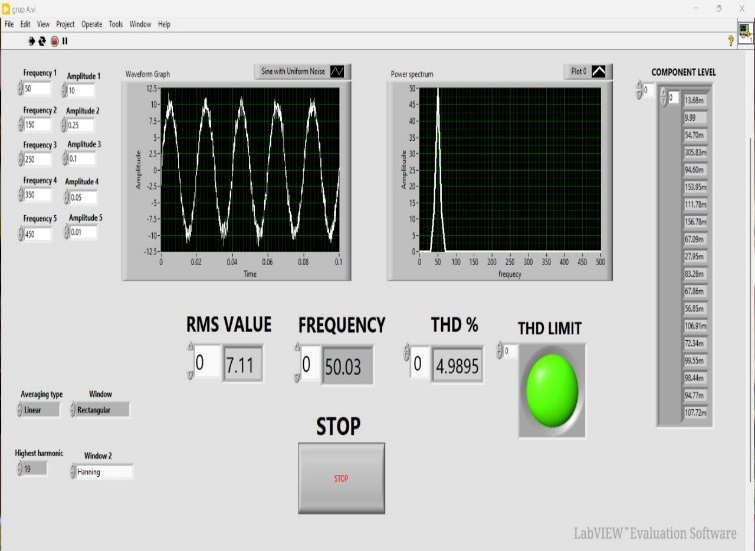 grup A.vi
File Edit View Project Operate Tools Window Help
Frequency 1 Amplitude 1
50 10
Frequency 2 Amplitude 2
150 0.25
Frequency 3 Amplitude 3
250 0.1
Frequency 4 Amplitude 4
350 0.05
Frequency 5 Amplitude 5
450 0.01
Waveform Graph Sine with Uniform Noise
Amplitude
12.5
10
7.5
5
2.5
0
-2.5
-5
-7.5
-10
-12.5
0 0.02 0.04 0.06 0.08 0.1
Time
Power spectrum Plot 0
Amplitude
50
45
40
35
30
25
20
15
10
5
0
0 50 100 150 200 250 300 350 400 450 500
frequecy
COMPONENT LEVEL
0 0
13.68m
9.99
54.70m
305.83m
94.60m
153.95m
111.78m
156.78m
67.09m
27.95m
83.26m
67.86m
56.85m
106.91m
72.34m
99.55m
98.44m
94.77m
107.72m
RMS VALUE FREQUENCY THD % THD LIMIT
0 7.11 0 50.03 0 4.9895 0
Averaging type Window
Linear Rectangular
Highest harmonic Window 2
19 Hanning
STOP
STOP
LabVIEW™ Evaluation Software